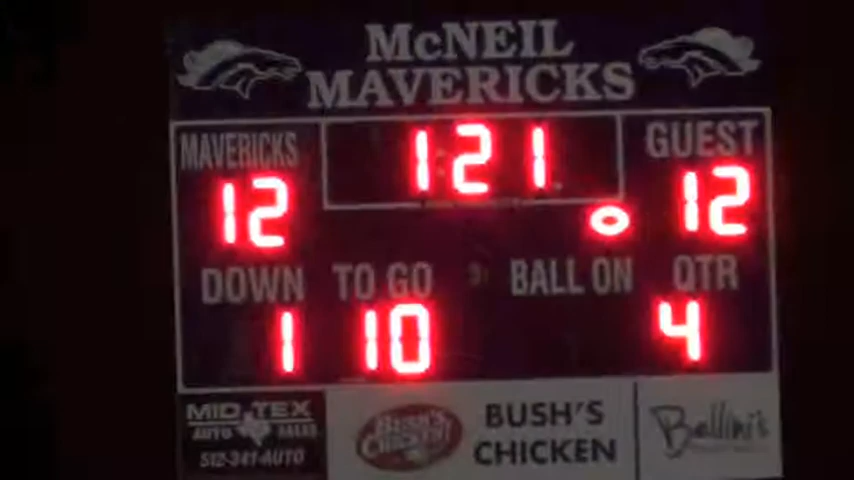 McNEIL
MAVERICKS
MAVERICKS 1:21 GUEST
12 12
DOWN TO GO BALL ON QTR
1 10 4
MID TEX
AUTO SALES
512-341-AUTO
BUSH'S
CHICKEN
BUSH'S
CHICKEN
Bellini's